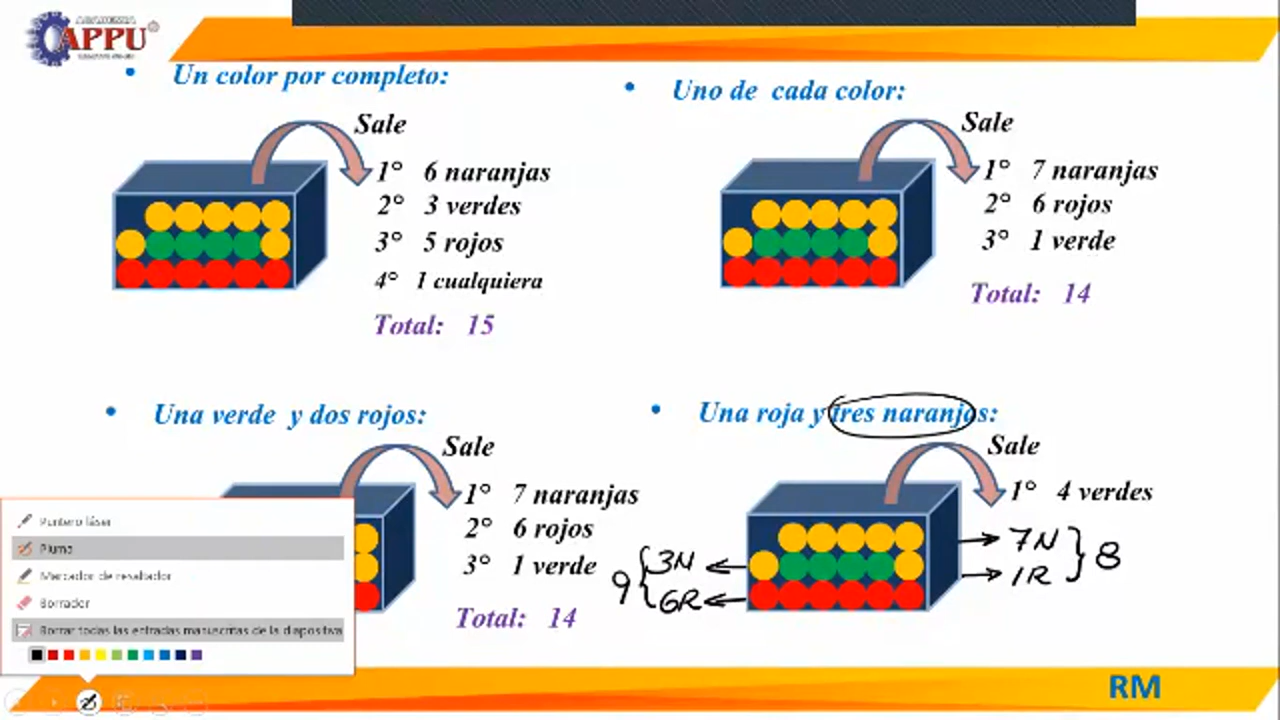 ACADEMIA
APPU
Un color por completo:
Sale
1° 6 naranjas
2° 3 verdes
3° 5 rojos
4° 1 cualquiera
Total: 15
Uno de cada color:
Sale
1° 7 naranjas
2° 6 rojos
3° 1 verde
Total: 14
Una verde y dos rojos:
Sale
1° 7 naranjas
2° 6 rojos
3° 1 verde
Total: 14
Una roja y tres naranjas:
Sale
1° 4 verdes
7N
1R
8
3N
6R
9
Puntero láser
Pluma
Marcador de resaltador
Borrador
Borrar todas las entradas manuscritas de la diapositiva
RM